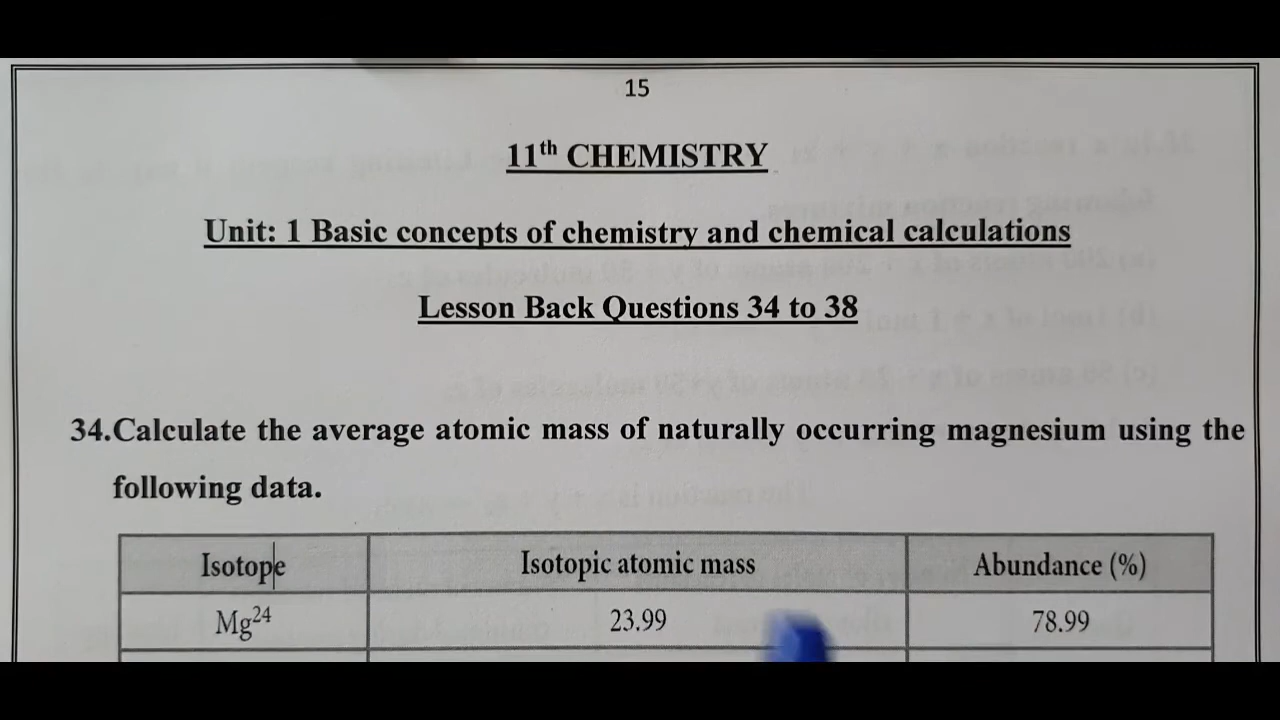 15
11th CHEMISTRY
Unit: 1 Basic concepts of chemistry and chemical calculations
Lesson Back Questions 34 to 38
34.Calculate the average atomic mass of naturally occurring magnesium using the
following data.
Isotope Isotopic atomic mass Abundance (%)
Mg24 23.99 78.99